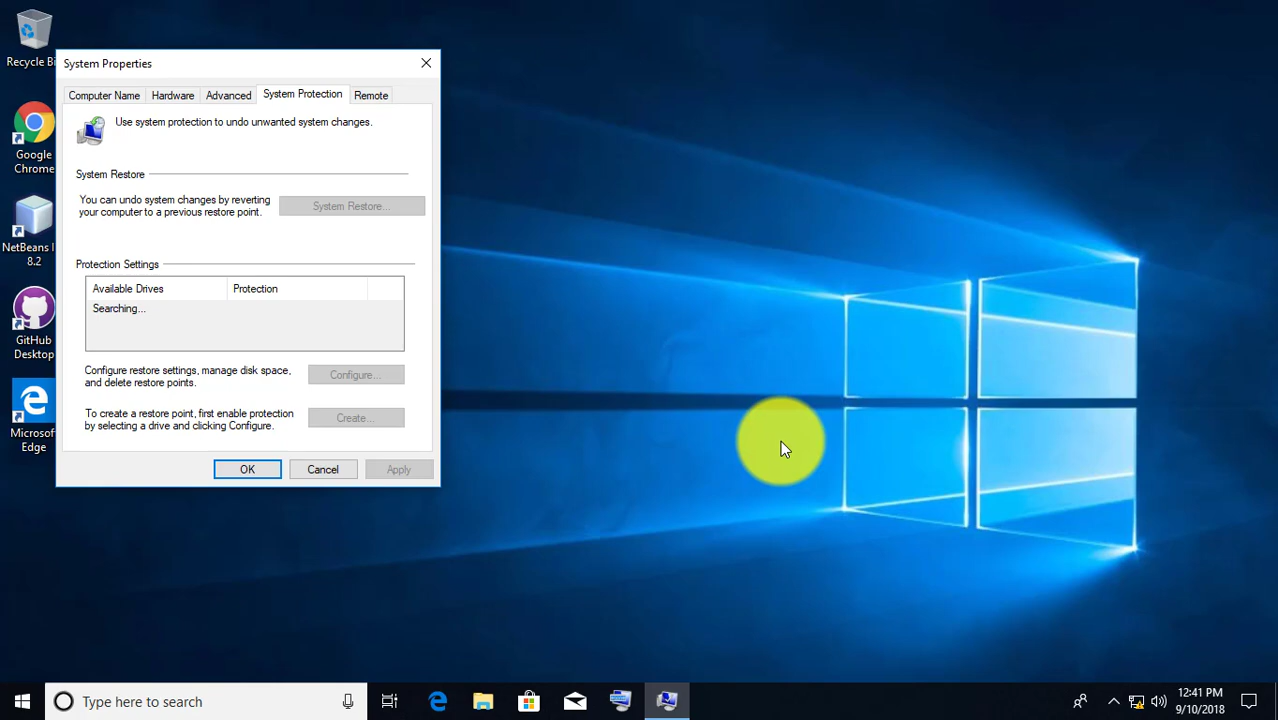 Recycle Bi
Google
Chrome
NetBeans I
8.2
GitHub
Desktop
Microsof
Edge
System Properties
Computer Name
Hardware
Advanced
System Protection
Remote
Use system protection to undo unwanted system changes.
System Restore
You can undo system changes by reverting
your computer to a previous restore point.
System Restore...
Protection Settings
Available Drives
Protection
Searching...
Configure restore settings, manage disk space,
and delete restore points.
Configure...
To create a restore point, first enable protection
by selecting a drive and clicking Configure.
Create...
OK
Cancel
Apply
Type here to search
12:41 PM
9/10/2018